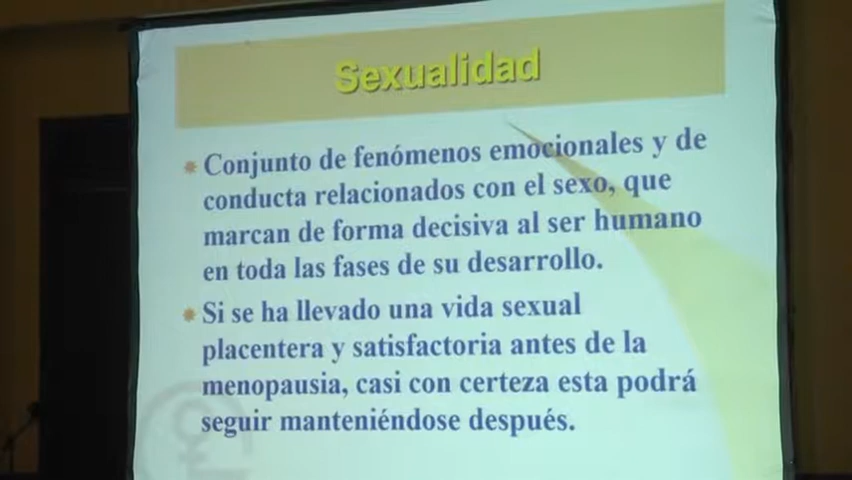 Sexualidad
Conjunto de fenómenos emocionales y de
conducta relacionados con el sexo, que
marcan de forma decisiva al ser humano
en toda las fases de su desarrollo.
Si se ha llevado una vida sexual
placentera y satisfactoria antes de la
menopausia, casi con certeza esta podrá
seguir manteniéndose después.